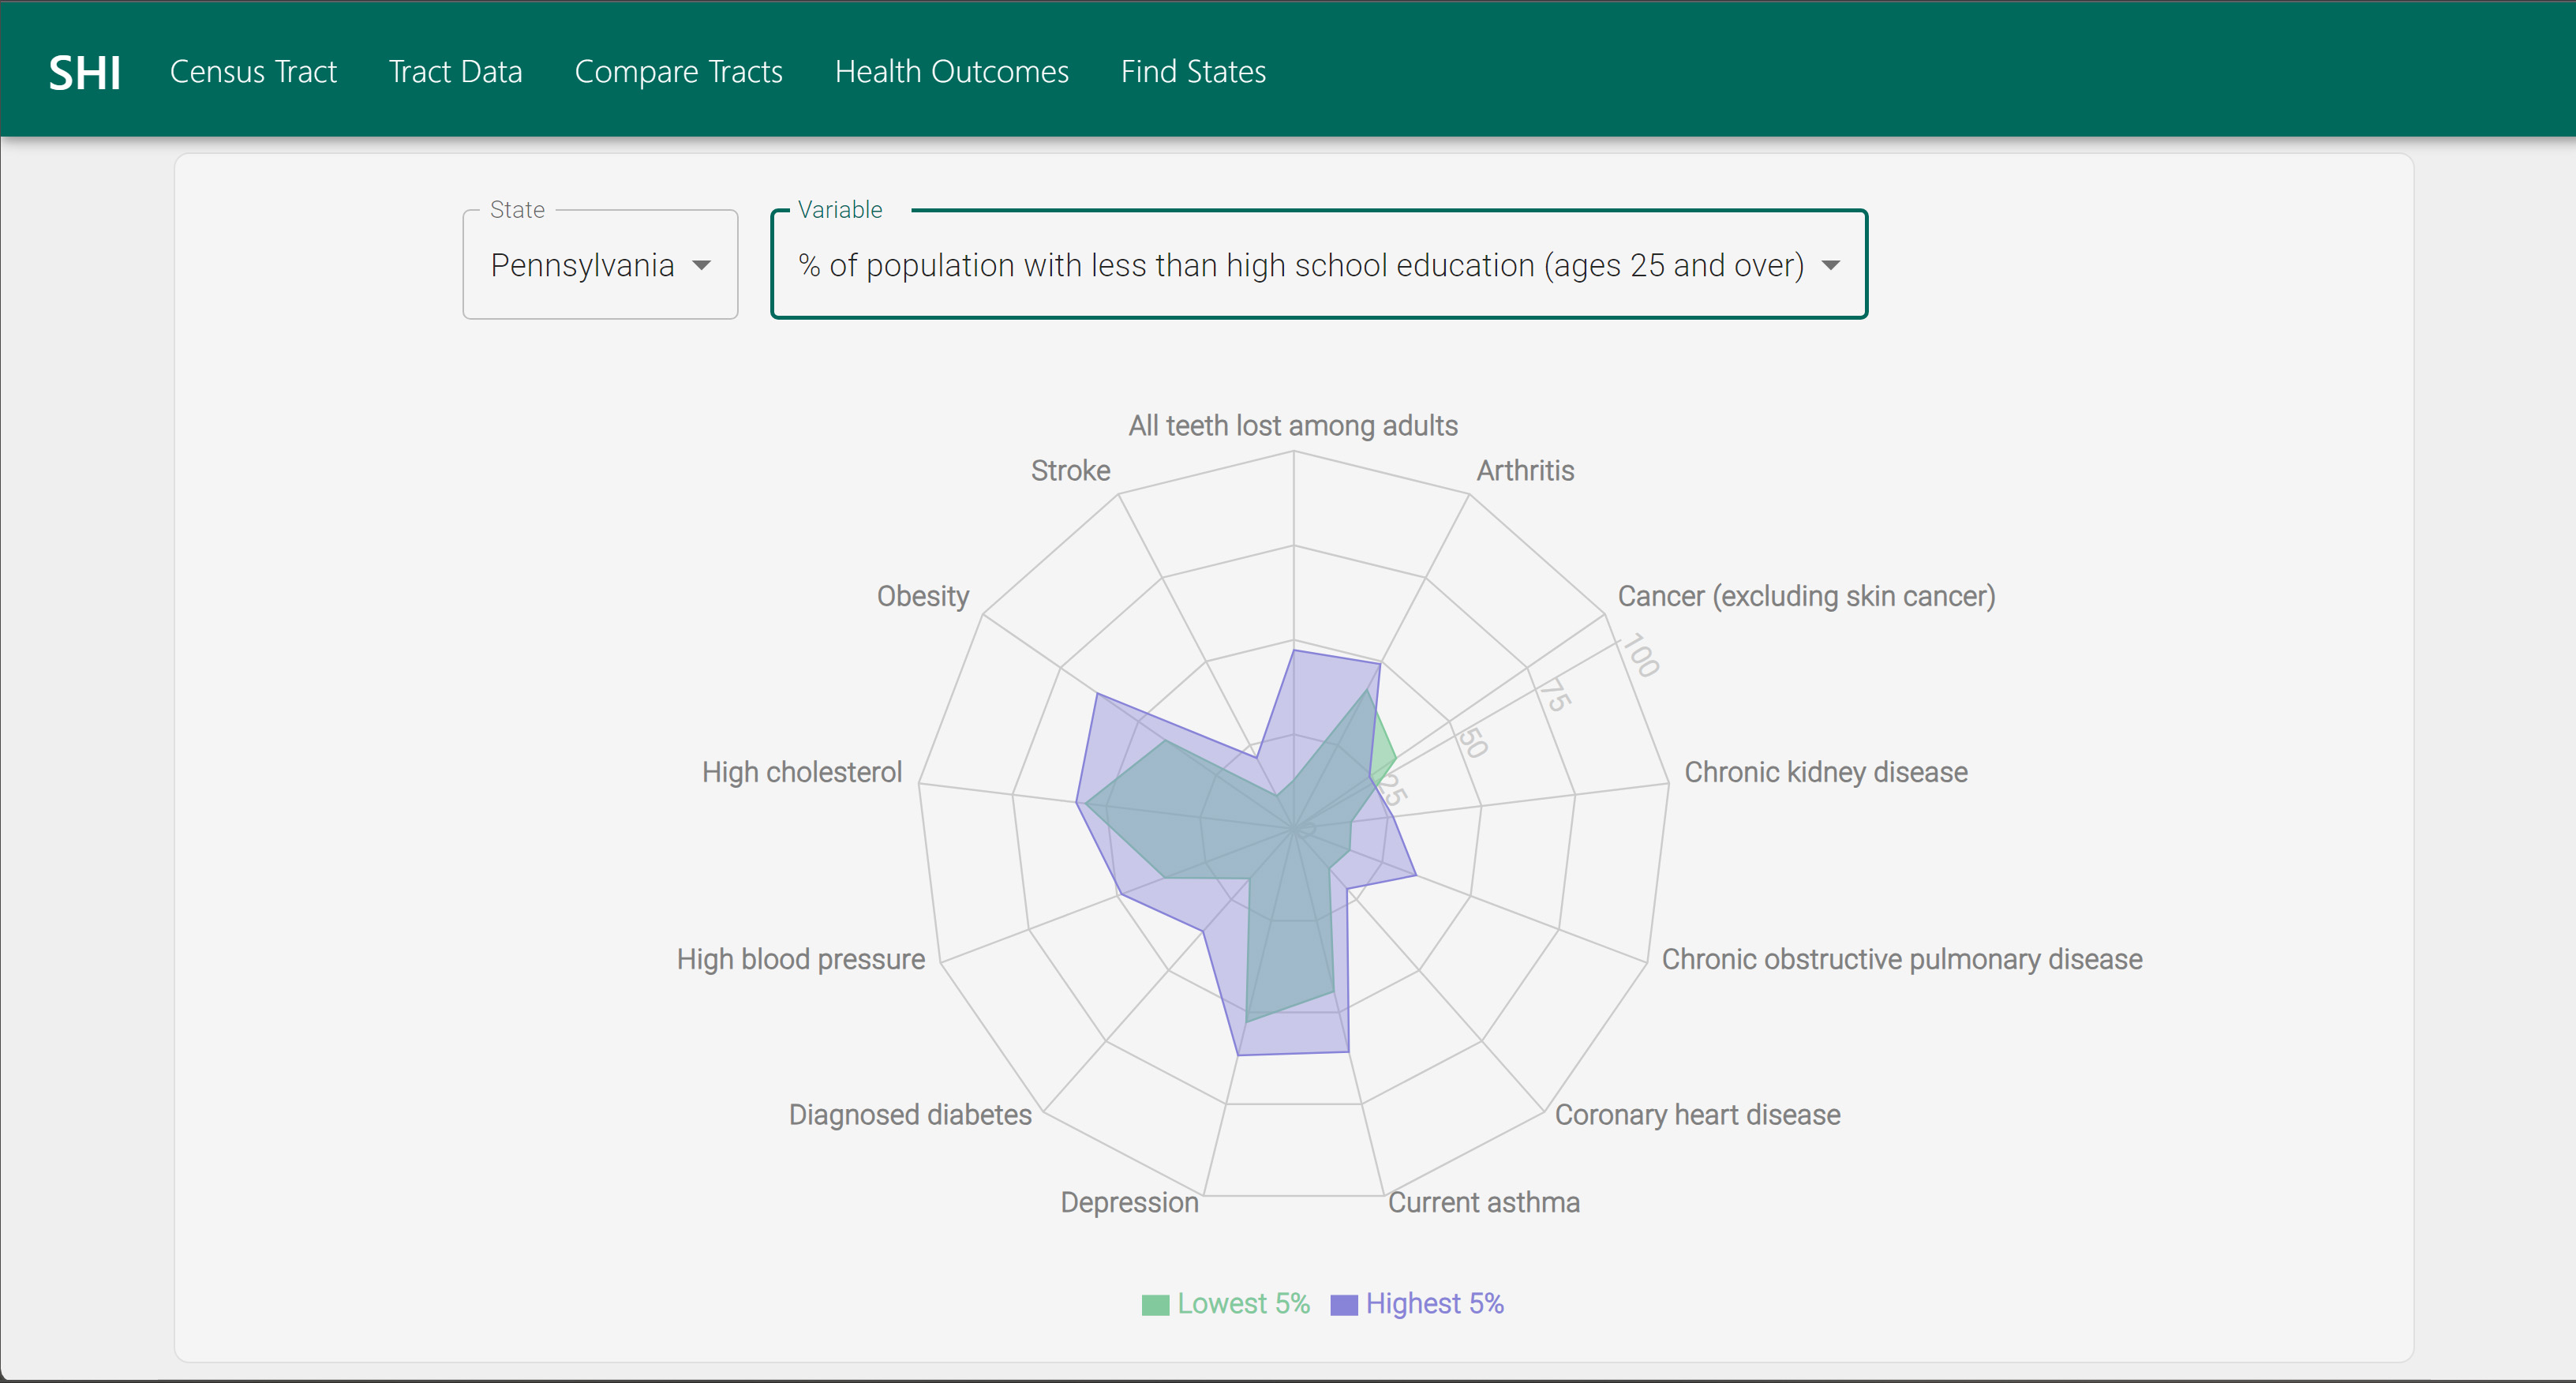 SHI Census Tract Tract Data Compare Tracts Health Outcomes Find States
State
Pennsylvania
Variable
% of population with less than high school education (ages 25 and over)
All teeth lost among adults
Stroke
Arthritis
Obesity
Cancer (excluding skin cancer)
100
75
50
25
0
High cholesterol
Chronic kidney disease
High blood pressure
Chronic obstructive pulmonary disease
Diagnosed diabetes
Coronary heart disease
Depression
Current asthma
Lowest 5% Highest 5%